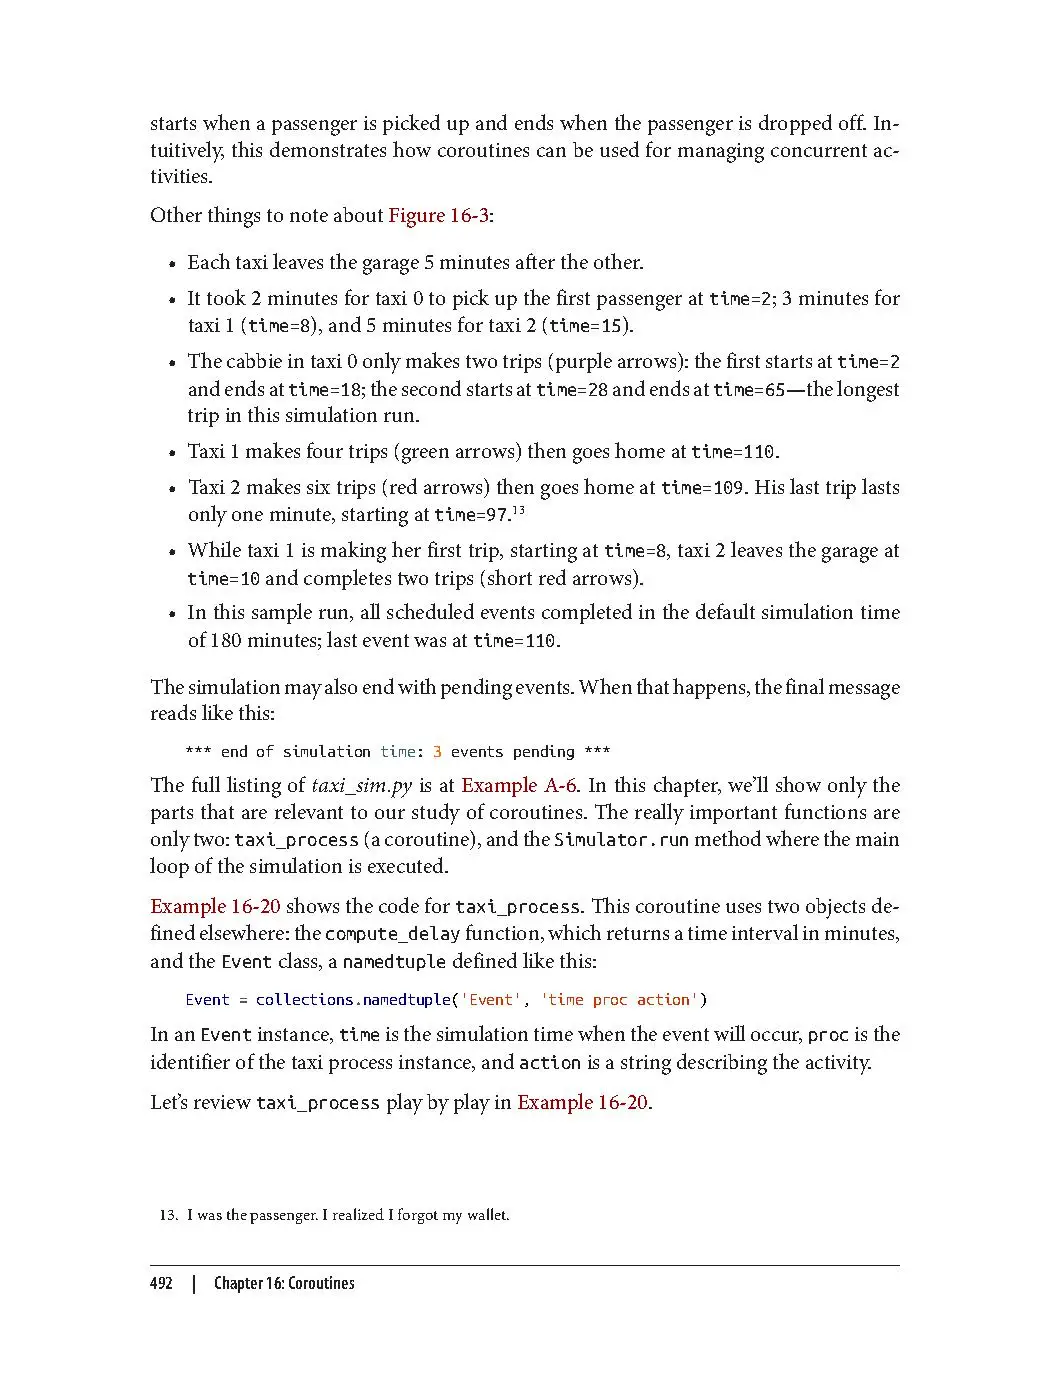 starts when a passenger is picked up and ends when the passenger is dropped off. In-
tuitively, this demonstrates how coroutines can be used for managing concurrent ac-
tivities.
Other things to note about Figure 16-3:
• Each taxi leaves the garage 5 minutes after the other.
• It took 2 minutes for taxi 0 to pick up the first passenger at time=2; 3 minutes for
taxi 1 (time=8), and 5 minutes for taxi 2 (time=15).
• The cabbie in taxi 0 only makes two trips (purple arrows): the first starts at time=2
and ends at time=18; the second starts at time=28 and ends at time=65—the longest
trip in this simulation run.
• Taxi 1 makes four trips (green arrows) then goes home at time=110.
• Taxi 2 makes six trips (red arrows) then goes home at time=109. His last trip lasts
only one minute, starting at time=97.13
• While taxi 1 is making her first trip, starting at time=8, taxi 2 leaves the garage at
time=10 and completes two trips (short red arrows).
• In this sample run, all scheduled events completed in the default simulation time
of 180 minutes; last event was at time=110.
The simulation may also end with pending events. When that happens, the final message
reads like this:
*** end of simulation time: 3 events pending ***
The full listing of taxi_sim.py is at Example A-6. In this chapter, we’ll show only the
parts that are relevant to our study of coroutines. The really important functions are
only two: taxi_process (a coroutine), and the Simulator.run method where the main
loop of the simulation is executed.
Example 16-20 shows the code for taxi_process. This coroutine uses two objects de-
fined elsewhere: the compute_delay function, which returns a time interval in minutes,
and the Event class, a namedtuple defined like this:
Event = collections.namedtuple('Event', 'time proc action')
In an Event instance, time is the simulation time when the event will occur, proc is the
identifier of the taxi process instance, and action is a string describing the activity.
Let’s review taxi_process play by play in Example 16-20.
13. I was the passenger. I realized I forgot my wallet.
492 | Chapter 16: Coroutines